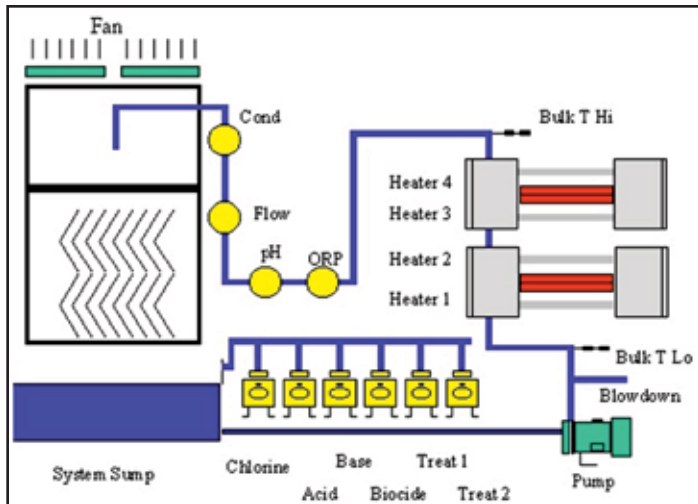 Fan
Cond
Bulk T Hi
Heater 4
Flow
Heater 3
pH
ORP
Heater 2
Heater 1
Bulk T Lo
Blowdown
System Sump
Chlorine
Base
Treat 1
Pump
Acid
Biocide
Treat 2